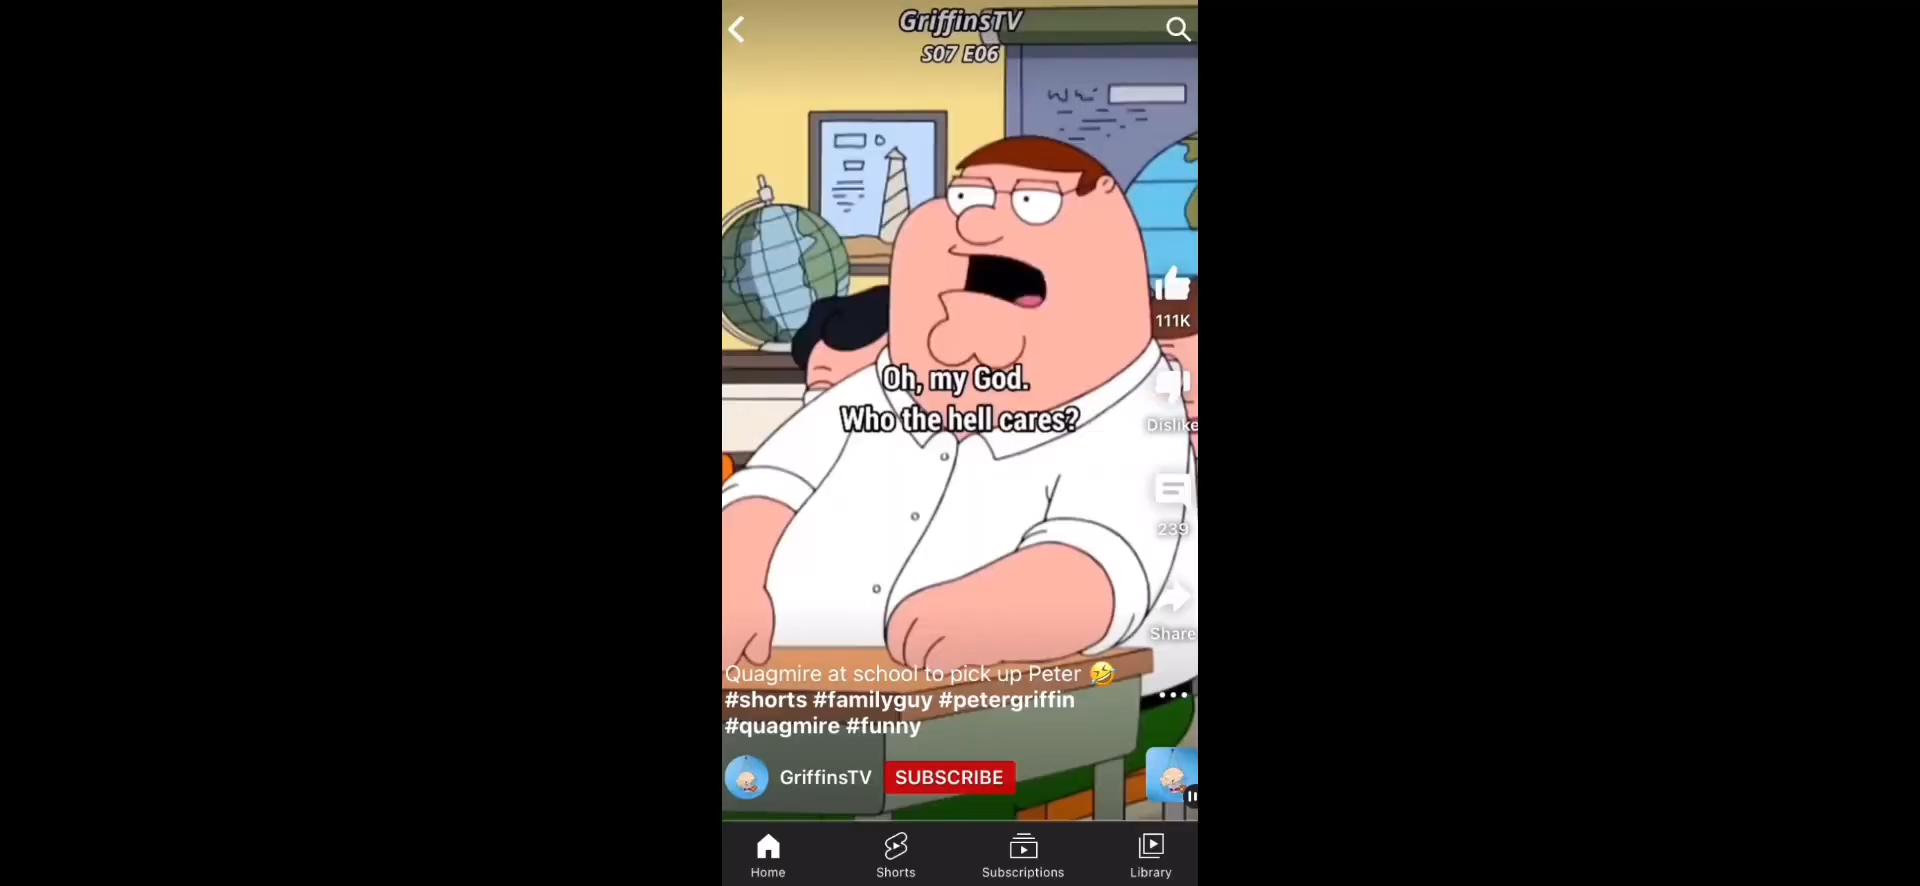 GriffinsTV
S07 E06
111K
Oh, my God.
Who the hell cares?
Dislike
239
Share
Quagmire at school to pick up Peter 🤣
#shorts #familyguy #petergriffin
#quagmire #funny
GriffinsTV SUBSCRIBE
Home Shorts Subscriptions Library